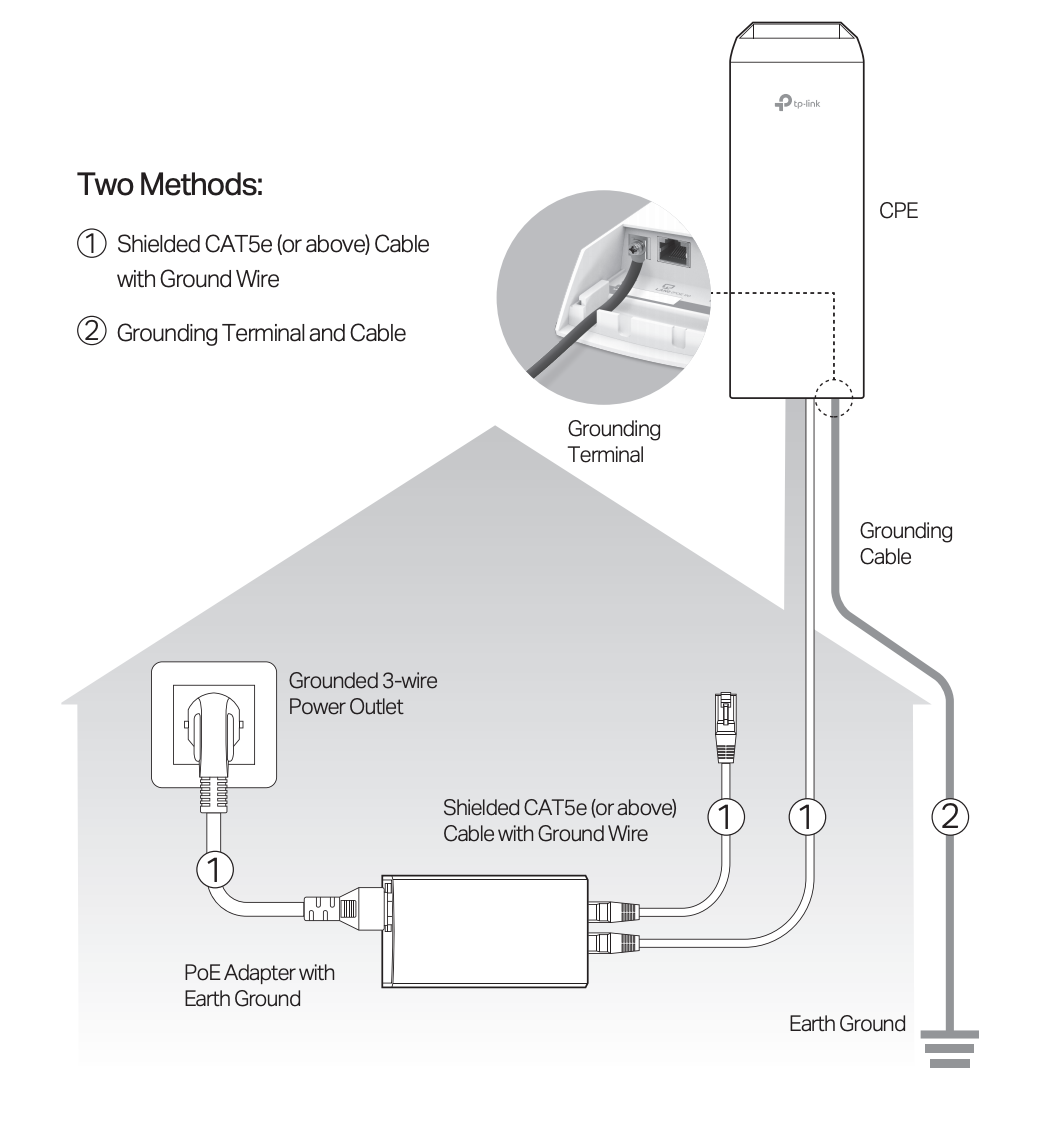 tp-link
Two Methods:
CPE
1 Shielded CAT5e (or above) Cable
with Ground Wire
2 Grounding Terminal and Cable
Grounding
Terminal
Grounding
Cable
Grounded 3-wire
Power Outlet
Shielded CAT5e (or above)
Cable with Ground Wire
1
1
2
1
PoE Adapter with
Earth Ground
Earth Ground